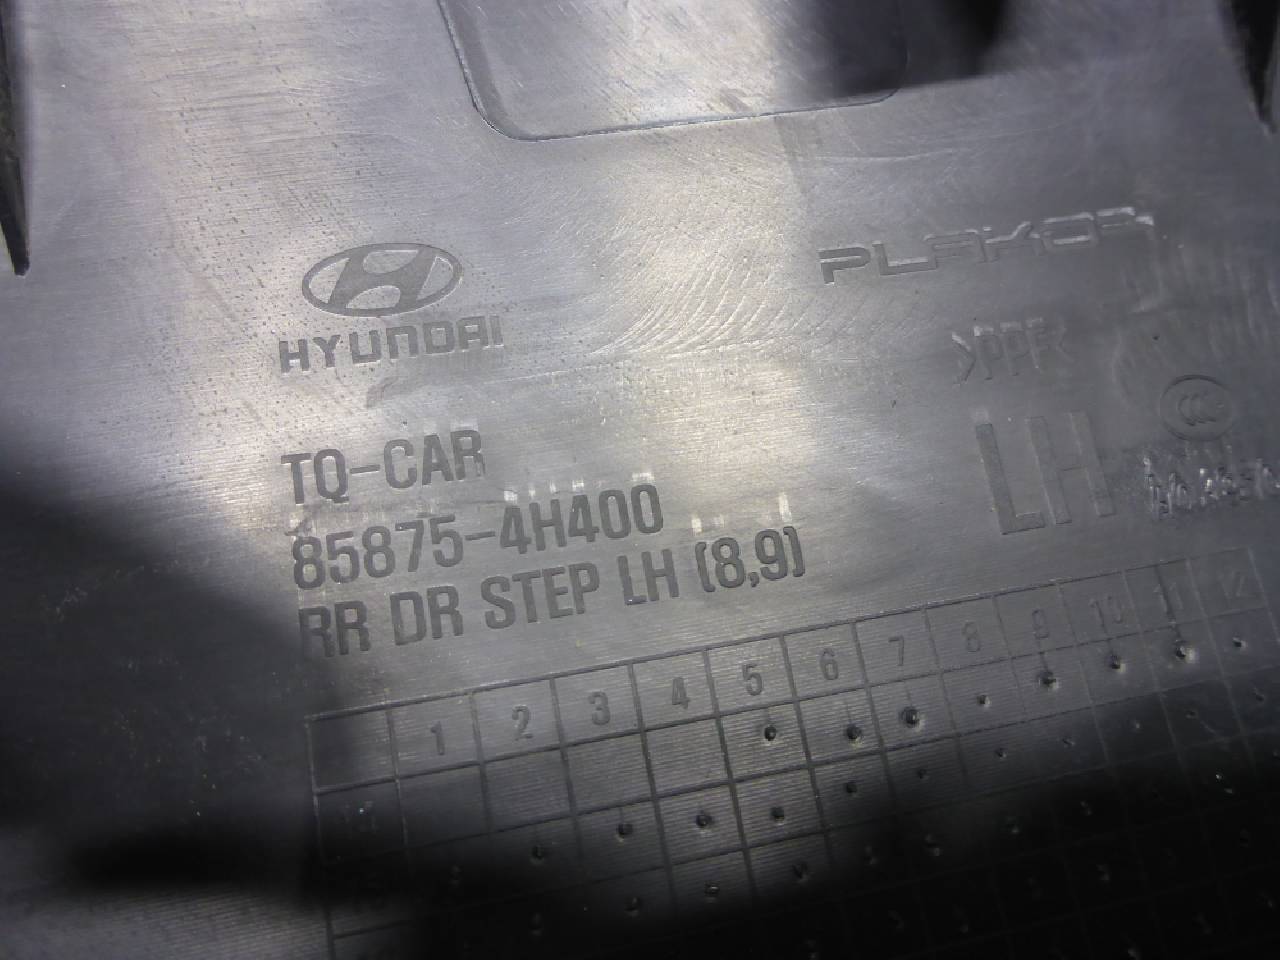 HYUNDAI
PLAKOR
>PPF<
TQ-CAR
LH
85875-4H400
RR DR STEP LH (8,9)
1 2 3 4 5 6 7 8 9 10 11 12